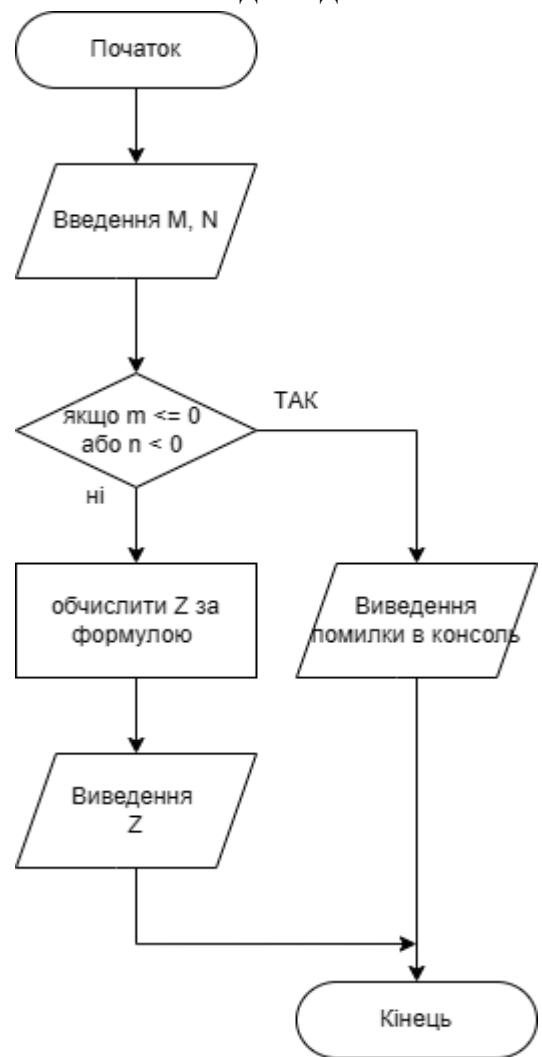 Початок
Введення M, N
якщо m <= 0
або n < 0
ТАК
ні
обчислити Z за
формулою
Виведення
помилки в консоль
Виведення
Z
Кінець